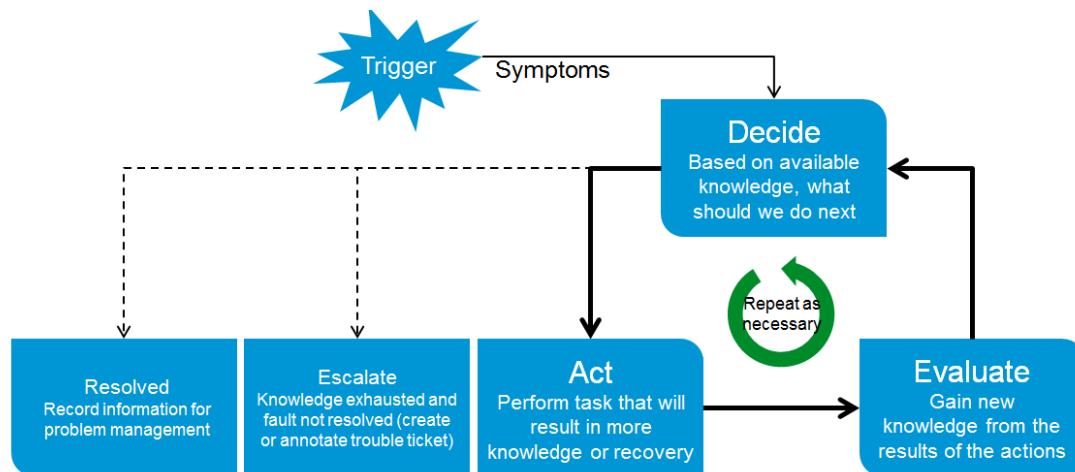 Trigger
Symptoms
Decide
Based on available
knowledge, what
should we do next
Repeat as
necessary
Resolved
Record information for
problem management
Escalate
Knowledge exhausted and
fault not resolved (create
or annotate trouble ticket)
Act
Perform task that will
result in more
knowledge or recovery
Evaluate
Gain new
knowledge from the
results of the actions